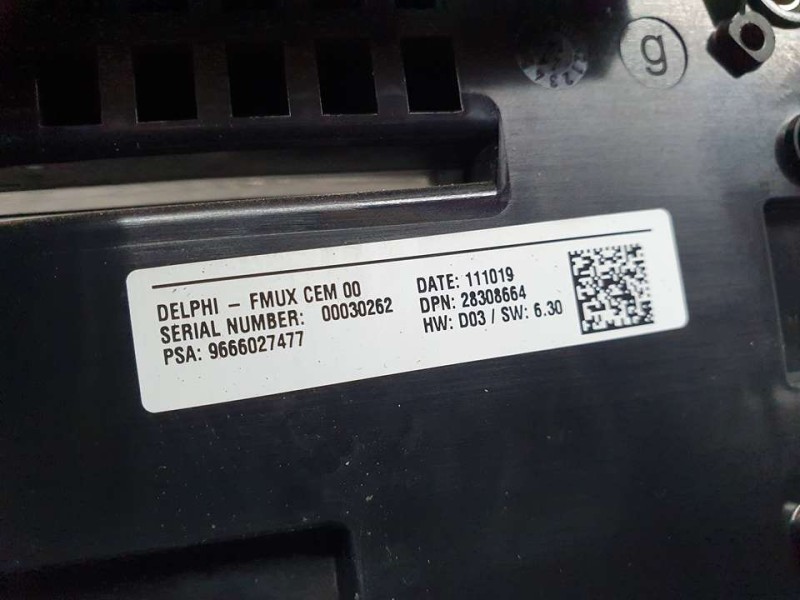 g
DELPHI – FMUX CEM 00
SERIAL NUMBER: 00030262
PSA: 9666027477
DATE: 111019
DPN: 28308664
HW: D03 / SW: 6.30